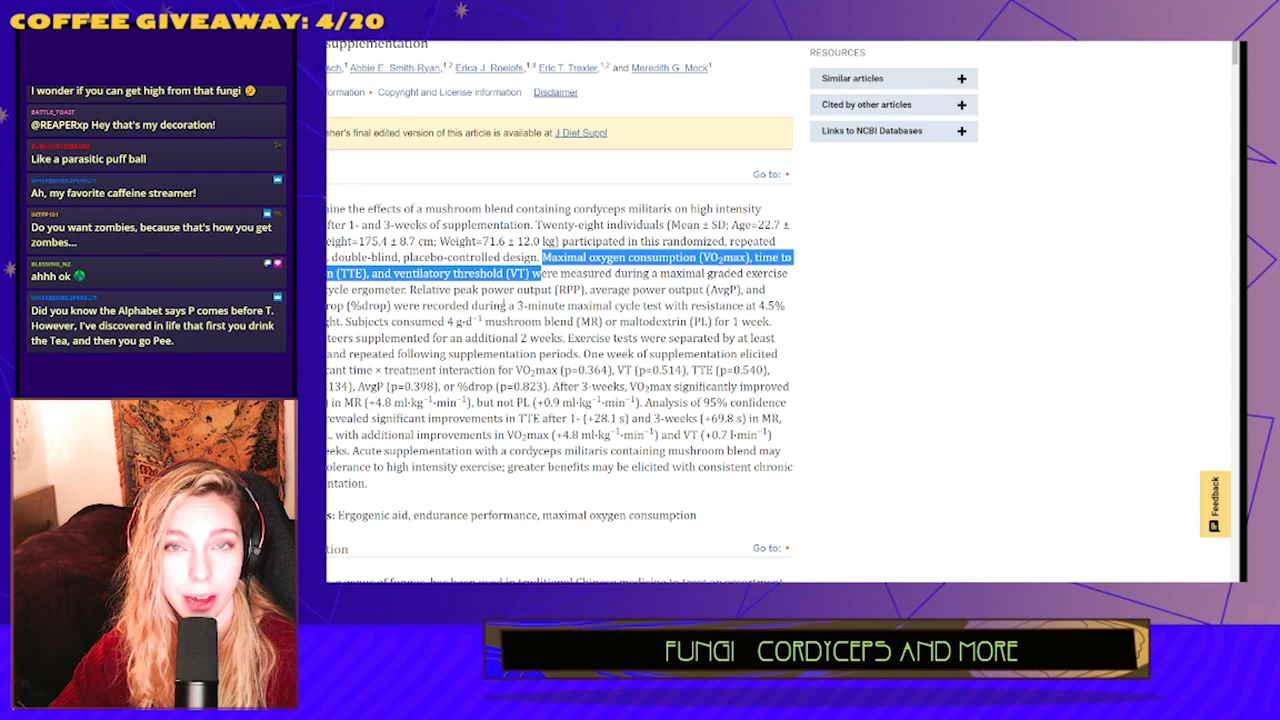 COFFEE GIVEAWAY: 4/20
I wonder if you can get high from that fungi
BATTLE_TOAST
@REAPERxp Hey that's my decoration!
Like a parasitic puff ball
Ah, my favorite caffeine streamer!
Do you want zombies, because that's how you get
zombes...
BLESSING_NZ
ahhh ok
Did you know the Alphabet says P comes before T.
However, I've discovered in life that first you drink
the Tea, and then you go Pee.
supplementation
sch,1 Abbie E. Smith-Ryan,1,2 Erica J. Roelofs,1,3 Eric T. Trexler,1,2 and Meredith G. Mock1
ormation • Copyright and License information Disclaimer
sher's final edited version of this article is available at J Diet Suppl
Go to:
ine the effects of a mushroom blend containing cordyceps militaris on high intensity
fter 1- and 3-weeks of supplementation. Twenty-eight individuals (Mean ± SD; Age=22.7 ±
eight=175.4 ± 8.7 cm; Weight=71.6 ± 12.0 kg) participated in this randomized, repeated
, double-blind, placebo-controlled design. Maximal oxygen consumption (VO2max), time to
n (TTE), and ventilatory threshold (VT) were measured during a maximal graded exercise
ycle ergometer. Relative peak power output (RPP), average power output (AvgP), and
rop (%drop) were recorded during a 3-minute maximal cycle test with resistance at 4.5%
ght. Subjects consumed 4 g·d−1 mushroom blend (MR) or maltodextrin (PL) for 1 week.
teers supplemented for an additional 2 weeks. Exercise tests were separated by at least
and repeated following supplementation periods. One week of supplementation elicited
cant time × treatment interaction for VO2max (p=0.364), VT (p=0.514), TTE (p=0.540),
134), AvgP (p=0.398), or %drop (p=0.823). After 3-weeks, VO2max significantly improved
) in MR (+4.8 ml·kg−1·min−1), but not PL (+0.9 ml·kg−1·min−1). Analysis of 95% confidence
revealed significant improvements in TTE after 1- (+28.1 s) and 3-weeks (+69.8 s) in MR,
L, with additional improvements in VO2max (+4.8 ml·kg−1·min−1) and VT (+0.7 l·min−1)
eeks. Acute supplementation with a cordyceps militaris containing mushroom blend may
olerance to high intensity exercise; greater benefits may be elicited with consistent chronic
ntation.
s: Ergogenic aid, endurance performance, maximal oxygen consumption
tion
Go to:
RESOURCES
Similar articles
Cited by other articles
Links to NCBI Databases
Feedback
FUNGI CORDYCEPS AND MORE